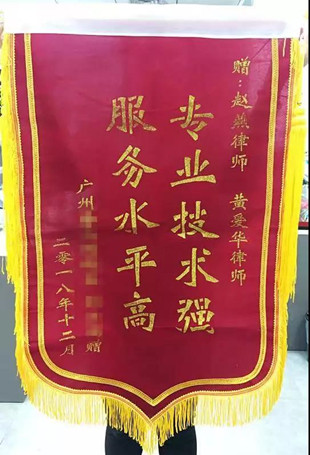 赠：赵燕律师 黄爱华律师
专业技术强
服务水平高
广州
赠
二零一八年十二月